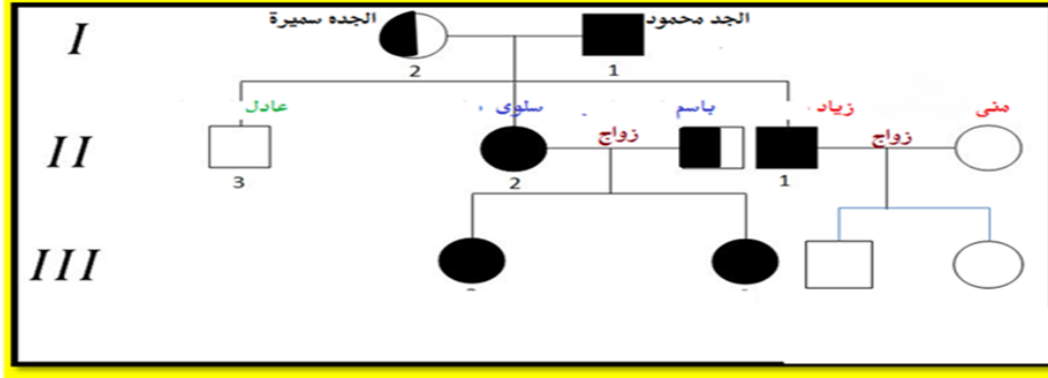 I
الجد محمود
الجده سميرة
2
1
منى
زياد
باسم
سلوى
عادل
II
زواج
زواج
3
2
1
III